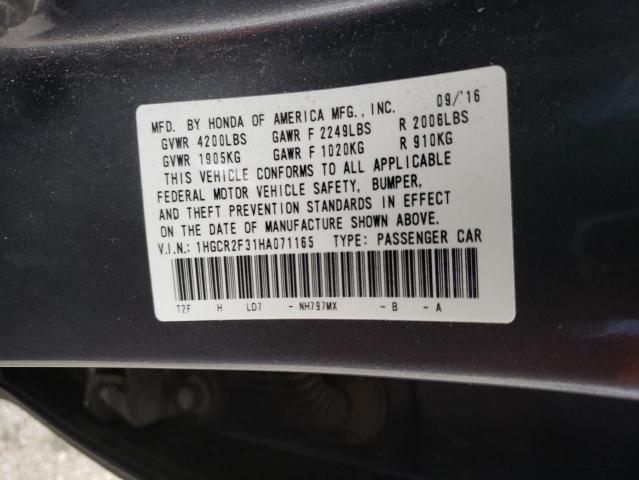 MFD. BY HONDA OF AMERICA MFG., INC. 09/'16
GVWR 4200LBS GAWR F 2249LBS R 2006LBS
GVWR 1905KG GAWR F 1020KG R 910KG
THIS VEHICLE CONFORMS TO ALL APPLICABLE
FEDERAL MOTOR VEHICLE SAFETY, BUMPER,
AND THEFT PREVENTION STANDARDS IN EFFECT
ON THE DATE OF MANUFACTURE SHOWN ABOVE.
V.I.N.: 1HGCR2F31HA071165 TYPE: PASSENGER CAR
T2F H LD7 - NH797MX - B - A